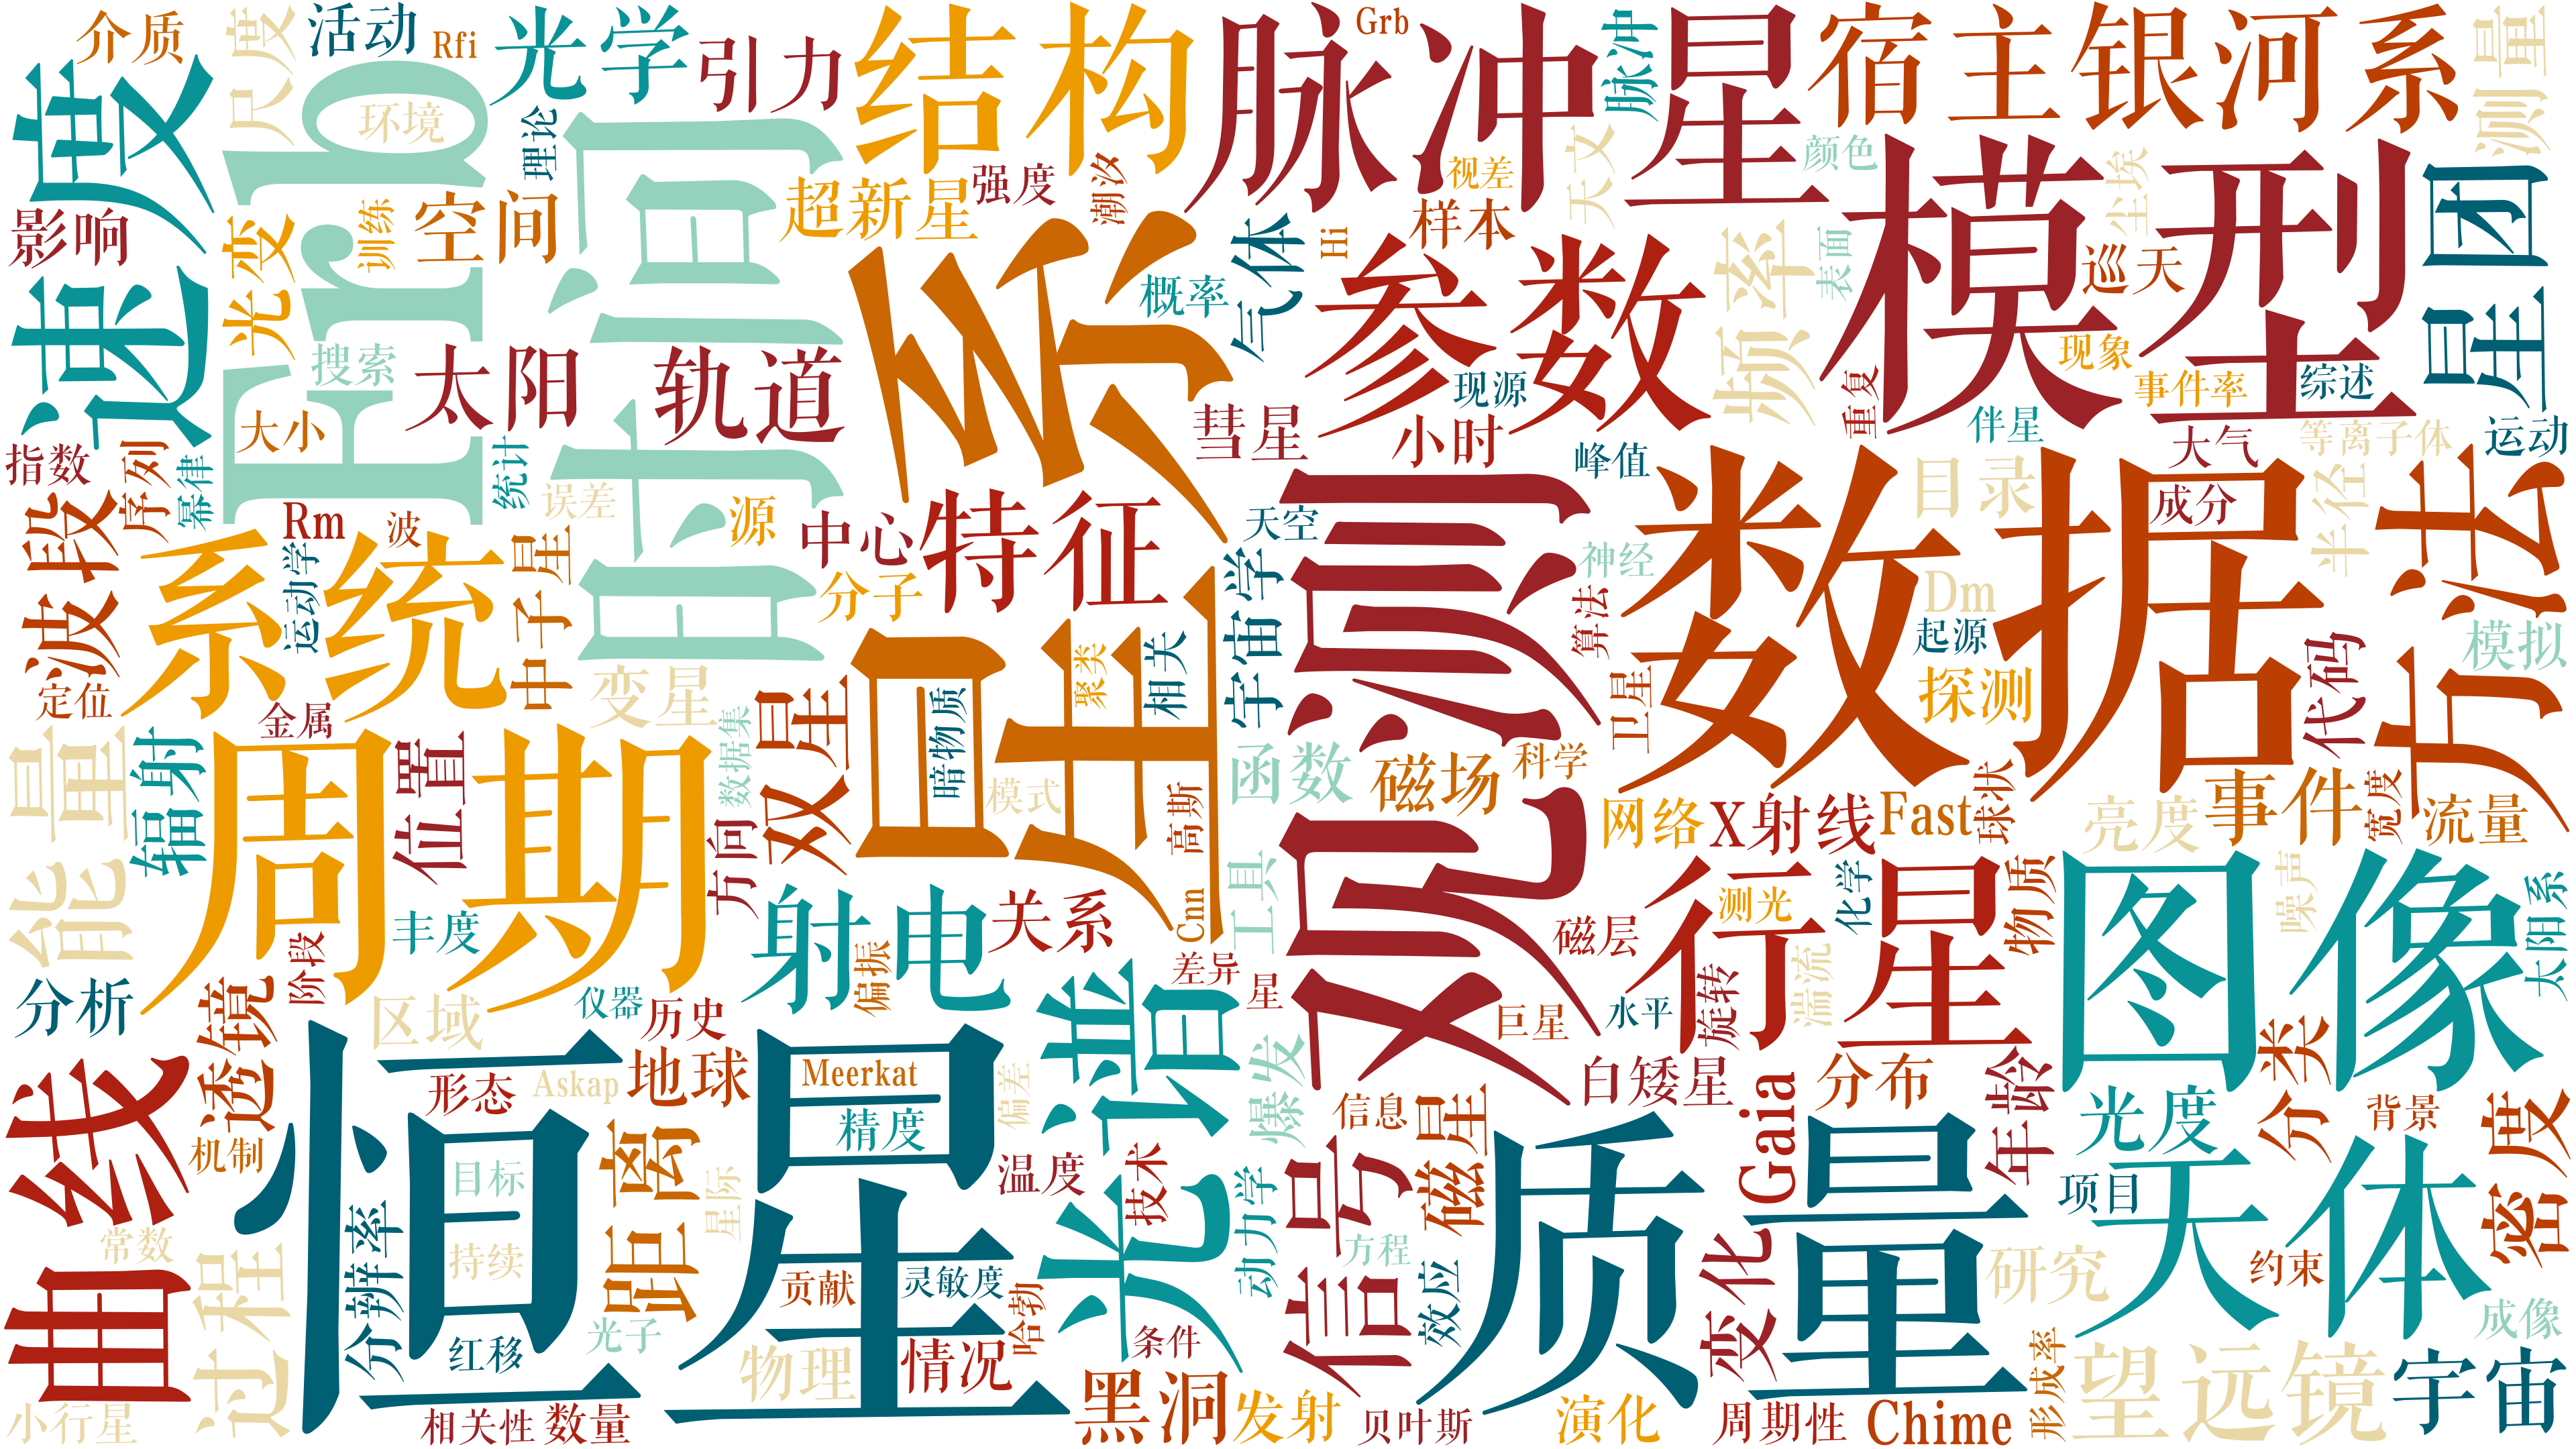 介质
尺度
活动
Rfi
光学
引力
结构
脉冲星
Grb
脉冲
宿主银河系
测量
速度
Frb
环境
理论
时间
超新星
强度
潮汐
视差
天文
颜色
尘埃
星团
影响
光变
训练
空间
星系
概率
气体
Hi
样本
参数
频率
表面
模型
巡天
现象
搜索
太阳
轨道
彗星
现源
小时
重复
事件率
综述
大小
伴星
大气
等离子体
运动
指数
序列
幂律
统计
误差
源
中心
特征
天空
观测
峰值
数据
目录
成分
半径
方法
波段
Rm
波
系统
运动学
中子星
分子
宇宙学
神经
算法
Dm
起源
探测
代码
模拟
定位
金属
变星
数据集
双星
暗物质
聚类
相关
卫星
能量
辐射
周期
位置
方向
模式
高斯
函数
磁场
科学
网络
X射线
Fast
球状
亮度
事件
宽度
流量
丰度
射电
关系
Cnn
工具
行星
测光
化学
物质
图像
噪声
太阳系
分析
透镜
阶段
区域
仪器
历史
偏振
差异
星
磁层
旋转
湍流
巨星
水平
曲线
恒星
形态
Askap
地球
Meerkat
精度
偏差
光谱
爆发
信息
磁星
白矮星
Gaia
分布
年龄
光度
分类
背景
密度
机制
目标
距离
星际
温度
技术
动力学
信号
方程
质量
项目
天体
常数
过程
分辨率
持续
贡献
灵敏度
哈勃
效应
变化
研究
约束
成像
红移
光子
物理
情况
条件
小行星
相关性
数量
黑洞
发射
贝叶斯
演化
周期性
Chime
形成率
望远镜
宇宙